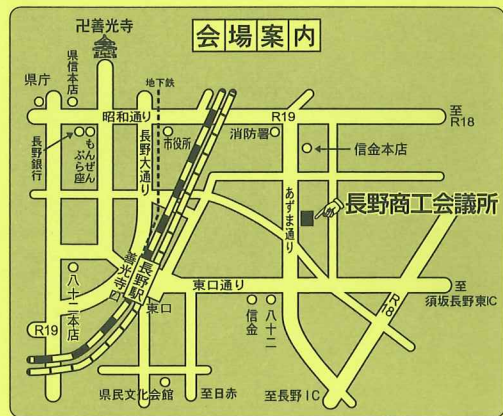 会場案内
卍善光寺
県庁
県信本店
地下鉄
昭和通り
R19
至R18
長野銀行
もんぜんぷら座
長野大通り
市役所
消防署
信金本店
あずま通り
長野商工会議所
善光寺口
長野駅
東口
東口通り
至須坂長野東IC
八十二本店
R19
信金
八十二
R18
県民文化会館
至日赤
至長野IC